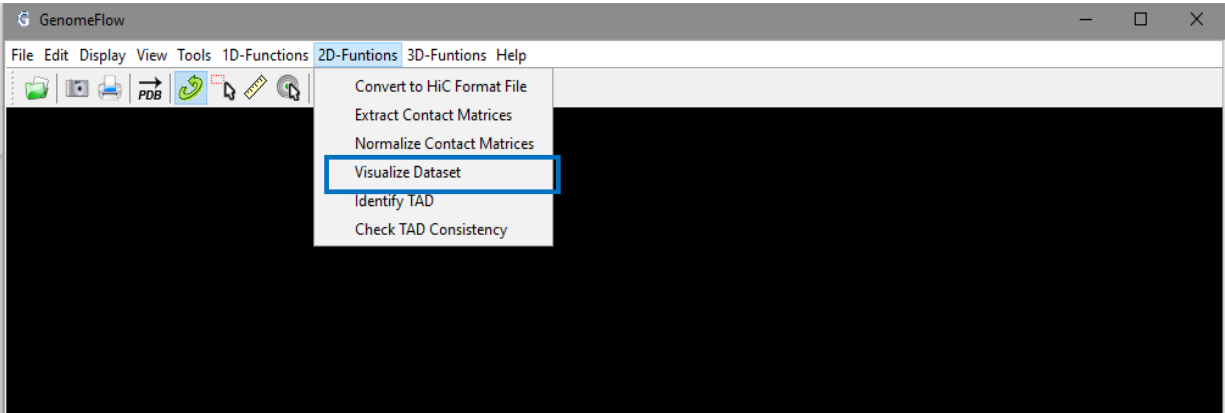 GenomeFlow
File Edit Display View Tools 1D-Functions 2D-Funtions 3D-Funtions Help
PDB
Convert to HiC Format File
Extract Contact Matrices
Normalize Contact Matrices
Visualize Dataset
Identify TAD
Check TAD Consistency